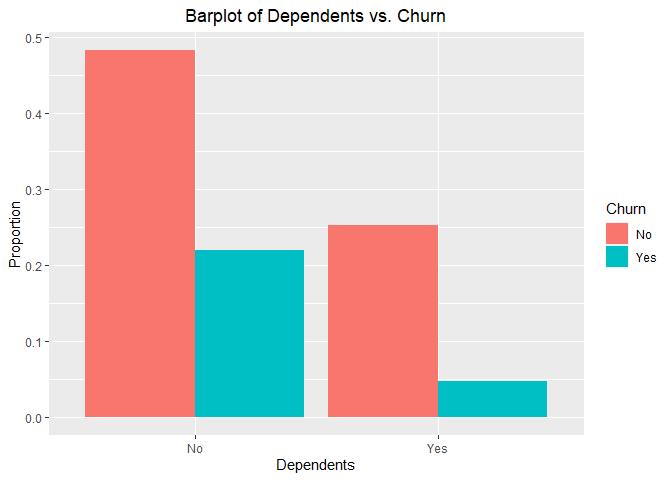 Barplot of Dependents vs. Churn
0.5
0.4
0.3
0.2
0.1
0.0
Proportion
No
Yes
Dependents
Churn
No
Yes